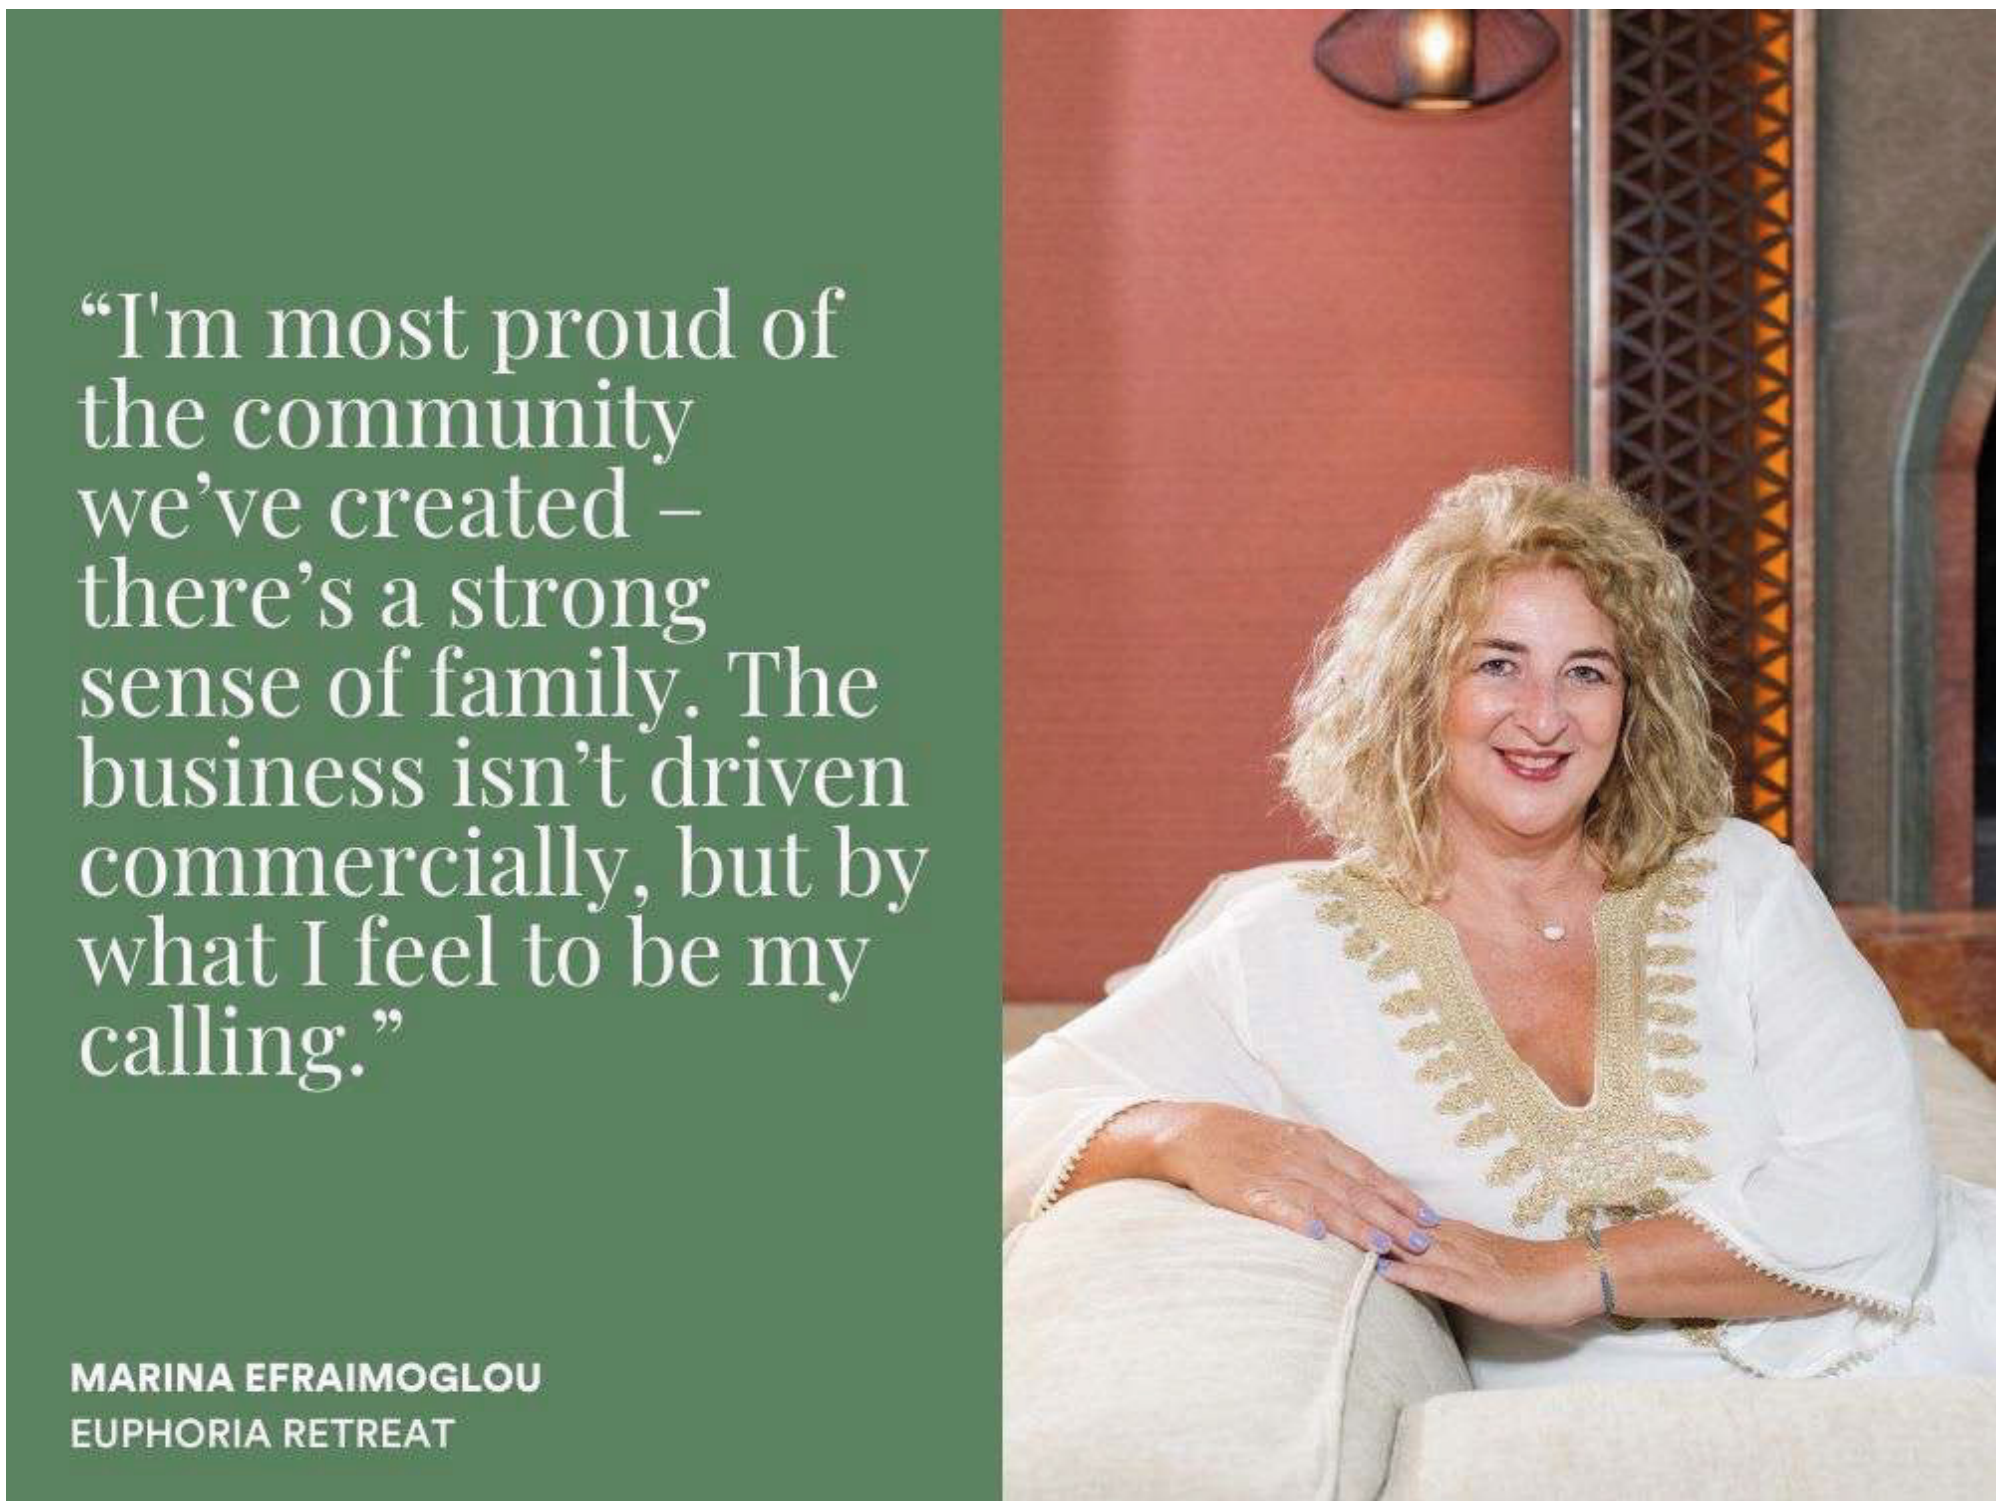 “I'm most proud of
the community
we’ve created –
there’s a strong
sense of family. The
business isn’t driven
commercially, but by
what I feel to be my
calling.”
MARINA EFRAIMOGLOU
EUPHORIA RETREAT